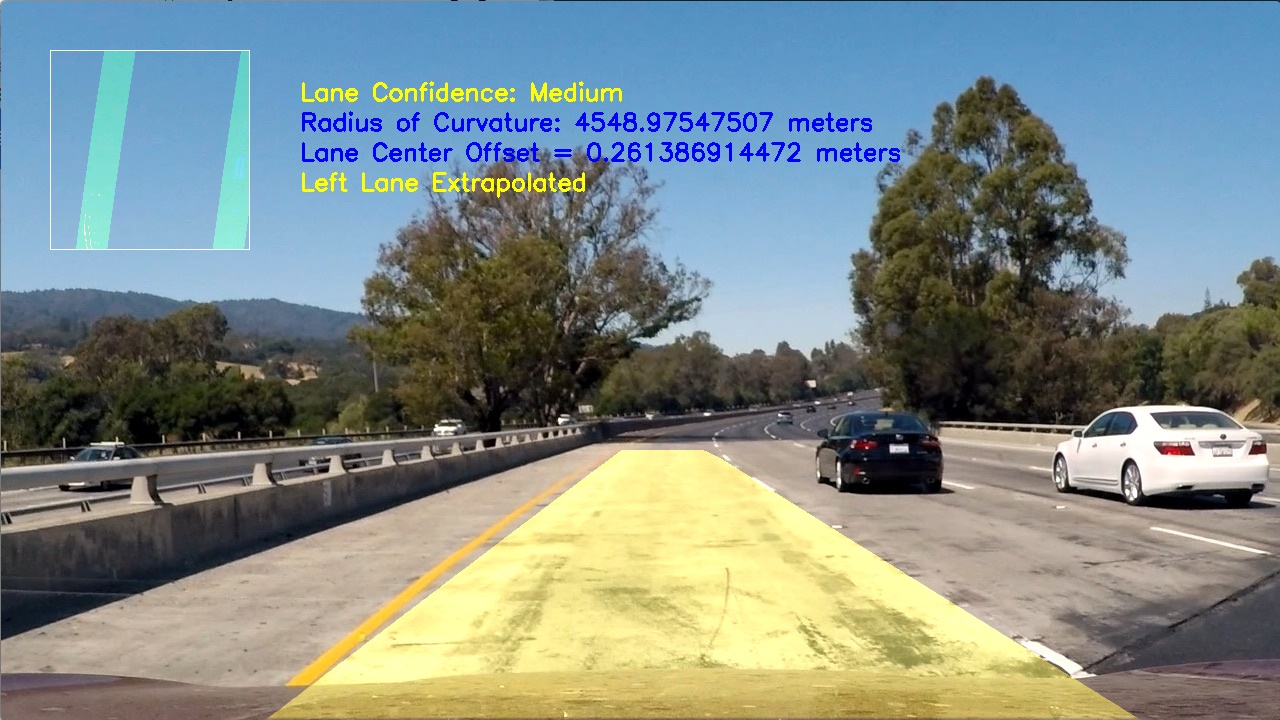 Lane Confidence: Medium
Radius of Curvature: 4548.97547507 meters
Lane Center Offset = 0.261386914472 meters
Left Lane Extrapolated